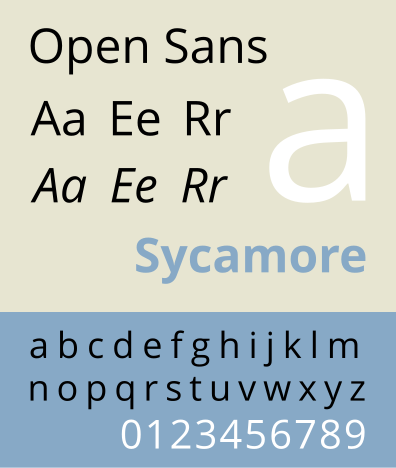 Open Sans
Aa Ee Rr
a
Aa Ee Rr
Sycamore
a b c d e f g h i j k l m
n o p q r s t u v w x y z
0123456789